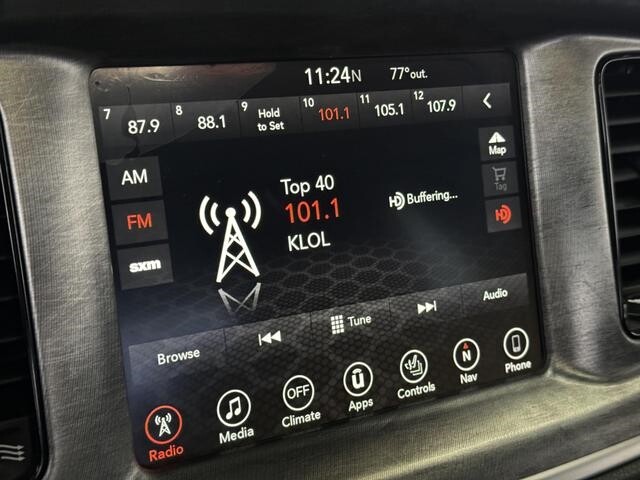 11:24N 77°out.
7 87.9 8 88.1 9 Hold to Set 10 101.1 11 105.1 12 107.9
AM
Map
Top 40
Tag
FM
101.1
HD Buffering...
HD
sxm
KLOL
Browse Tune Audio
OFF N
Radio Media Climate Apps Controls Nav Phone